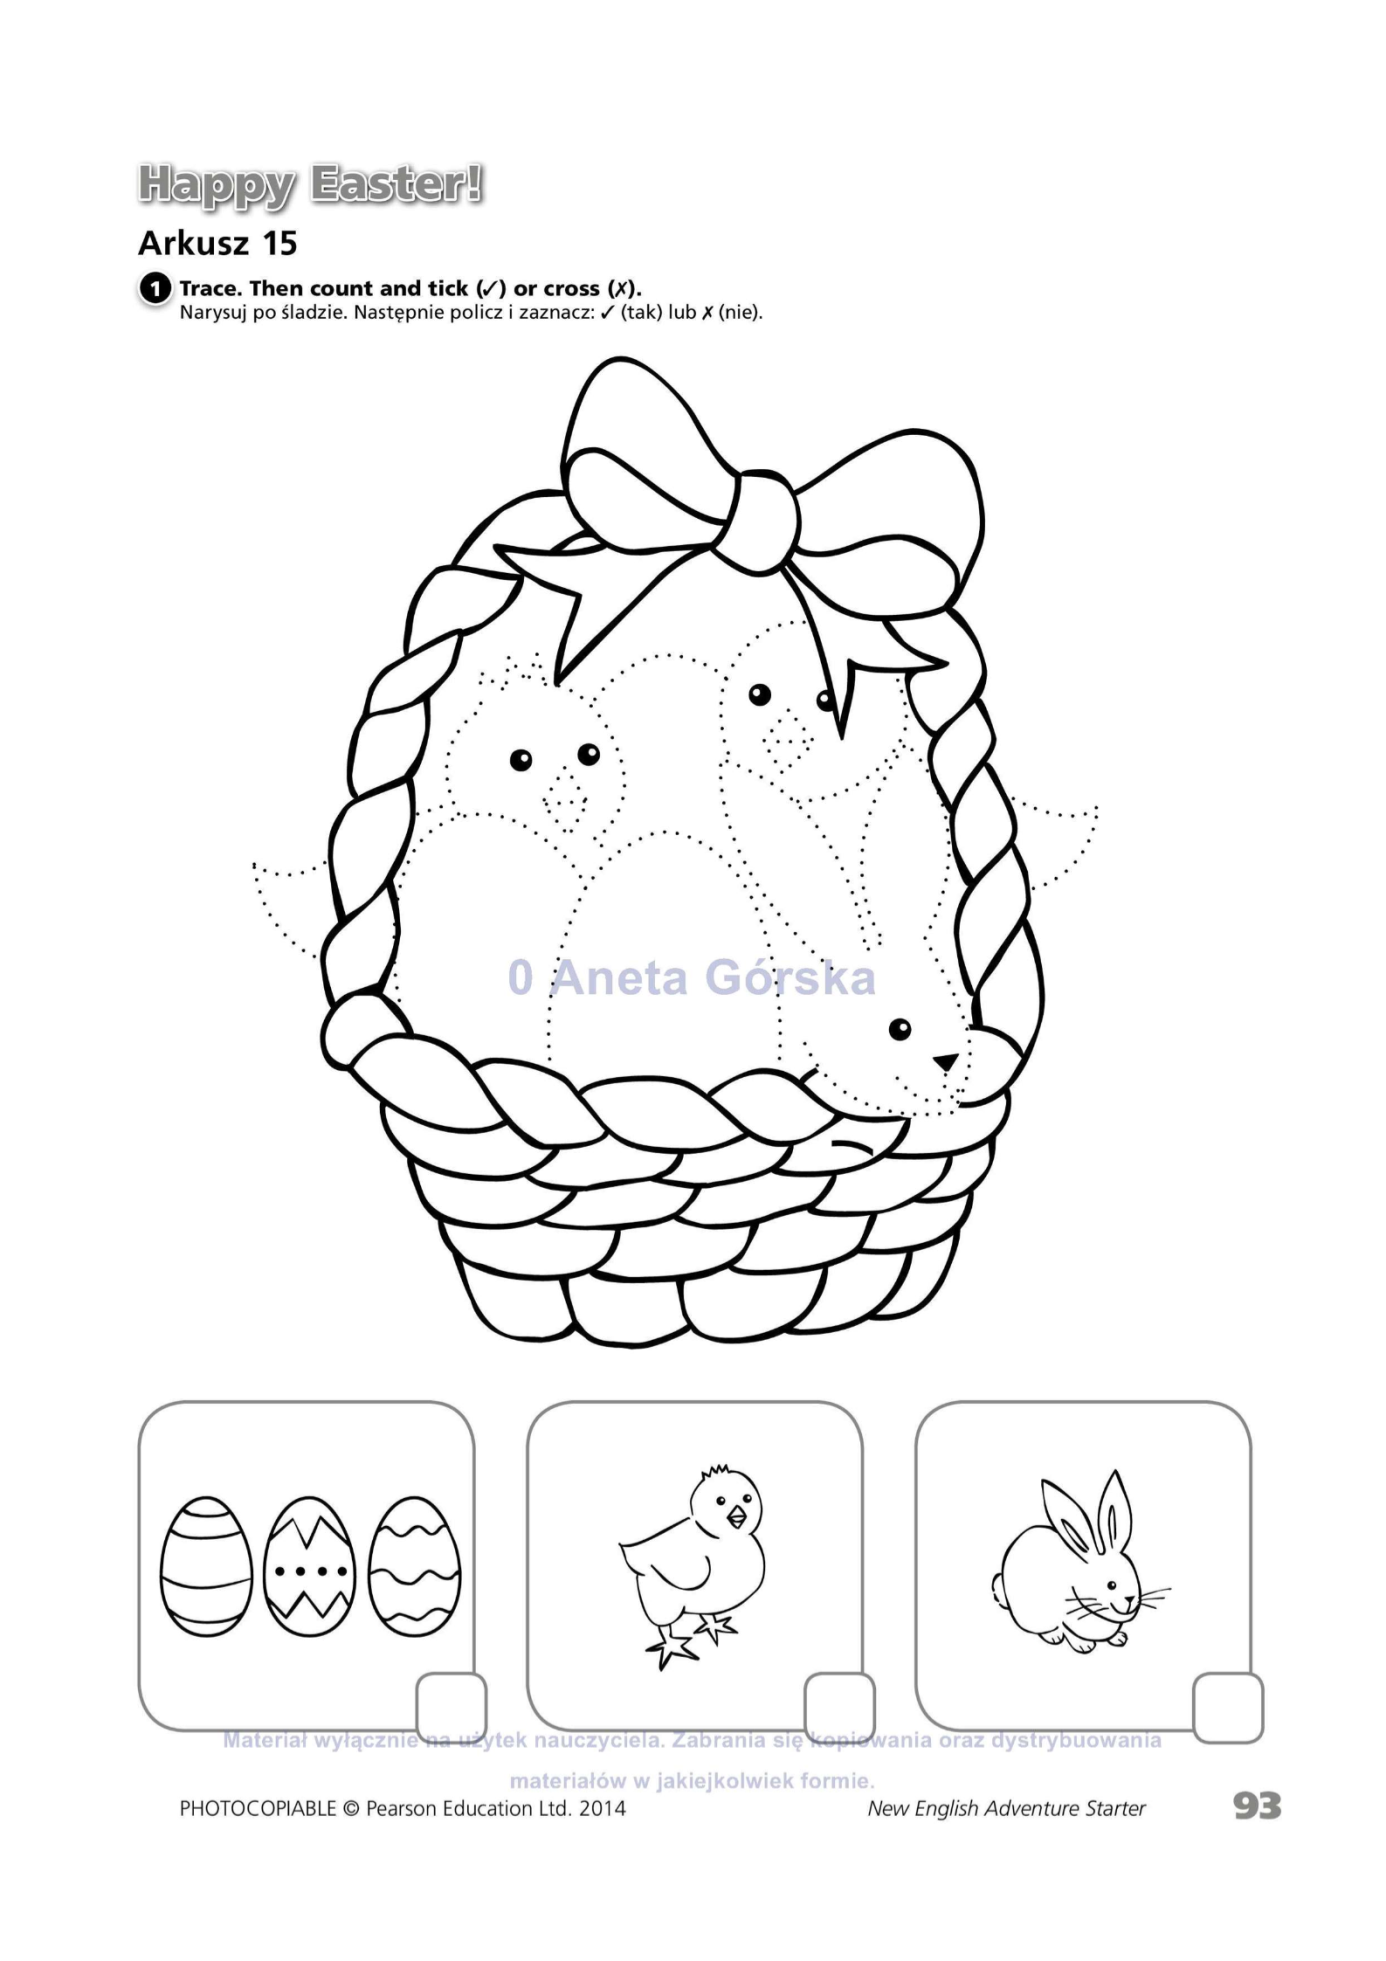 Happy Easter!
Arkusz 15
1 Trace. Then count and tick (✓) or cross (✗).
Narysuj po śladzie. Następnie policz i zaznacz: ✓ (tak) lub ✗ (nie).
0 Aneta Górska
Materiał wyłącznie na użytek nauczyciela. Zabrania się kopiowania oraz dystrybuowania
materiałów w jakiejkolwiek formie.
PHOTOCOPIABLE © Pearson Education Ltd. 2014 New English Adventure Starter 93